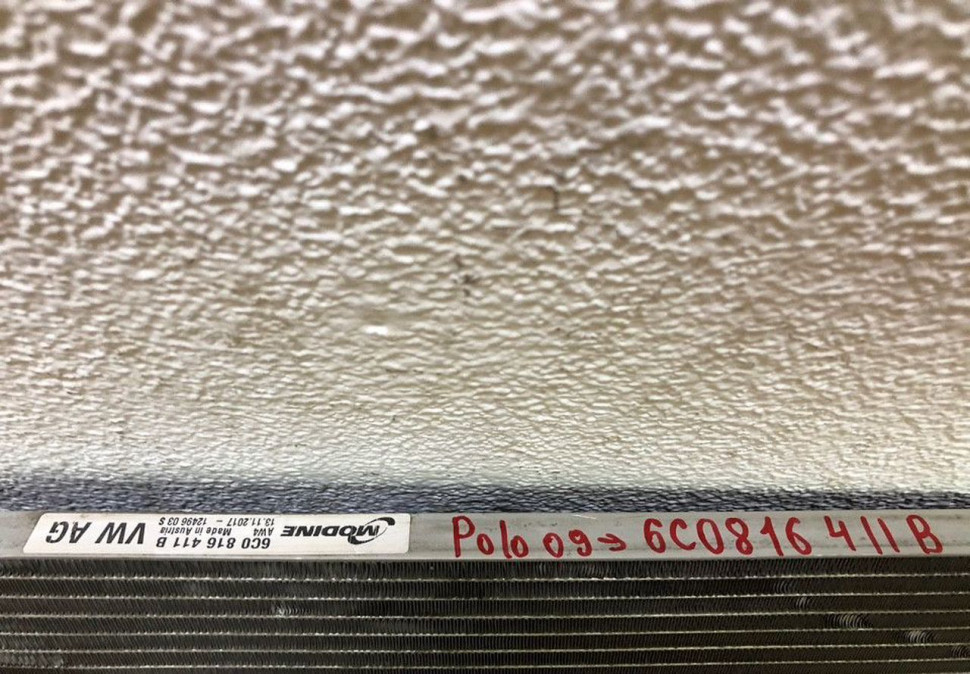 MODINE
6C0 816 411 B
AW4 Made in Austria
13.11.2017 - 12496 03 S
VW AG
Polo 09→ 6C0816411B